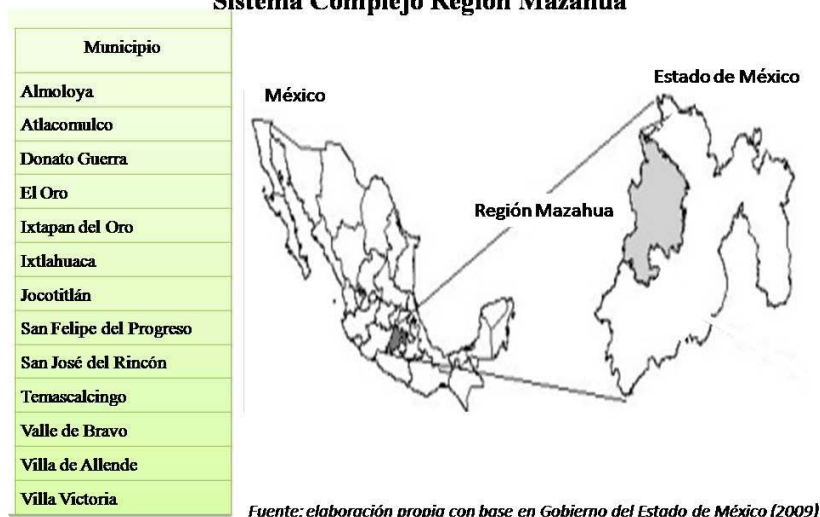 Sistema Complejo Región Mazahua
Municipio
Almoloya
Atlacomulco
Donato Guerra
El Oro
Ixtapan del Oro
Ixtlahuaca
Jocotitlán
San Felipe del Progreso
San José del Rincón
Temascalcingo
Valle de Bravo
Villa de Allende
Villa Victoria
México
Estado de México
Región Mazahua
Fuente: elaboración propia con base en Gobierno del Estado de México (2009)